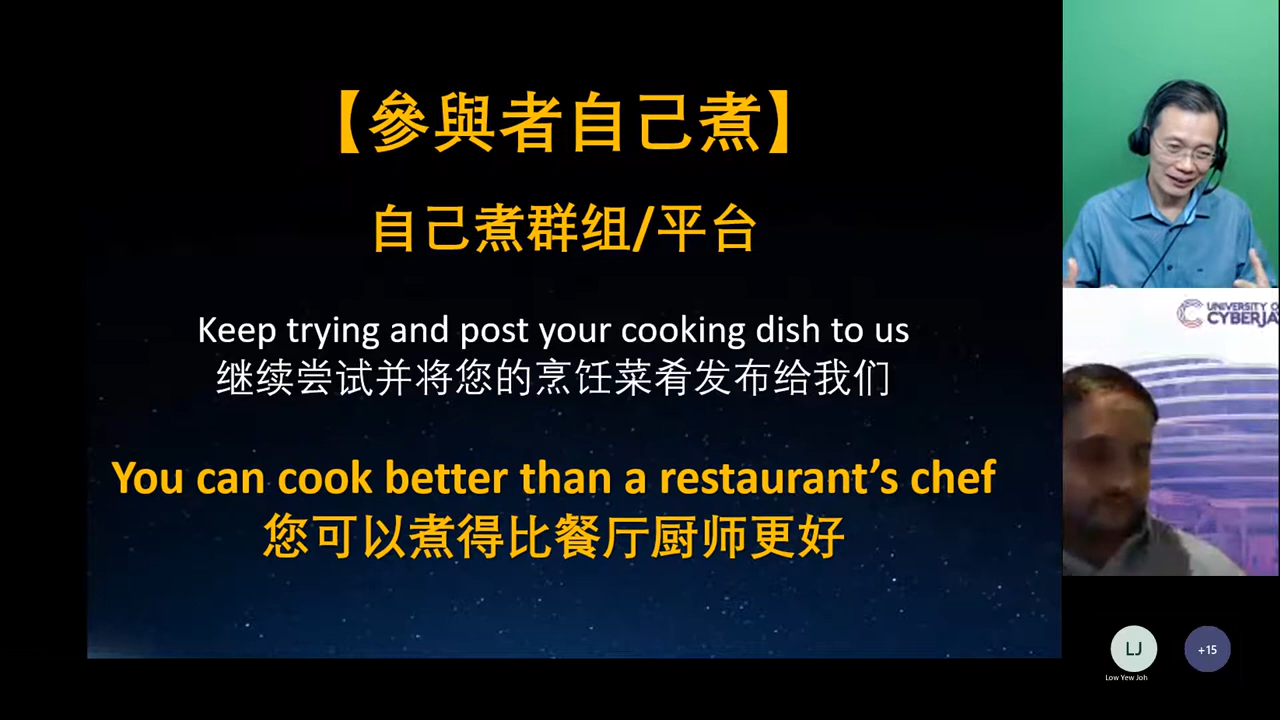 【參與者自己煮】
自己煮群组/平台
Keep trying and post your cooking dish to us
继续尝试并将您的烹饪菜肴发布给我们
You can cook better than a restaurant’s chef
您可以煮得比餐厅厨师更好
UNIVERSITY O
CYBERJA
LJ
+15
Low Yew Joh